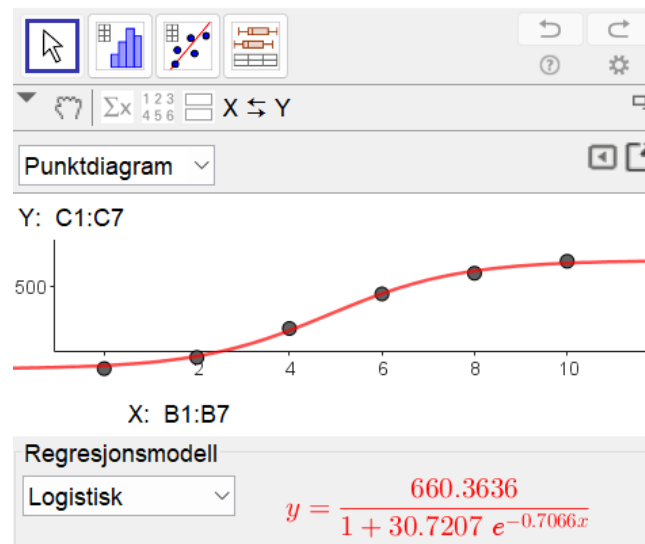 Σx 1 2 3 4 5 6 X ⇆ Y
Punktdiagram
Y: C1:C7
500
2 4 6 8 10
X: B1:B7
Regresjonsmodell
Logistisk
y = 660.3636 / (1 + 30.7207 e^(-0.7066x))